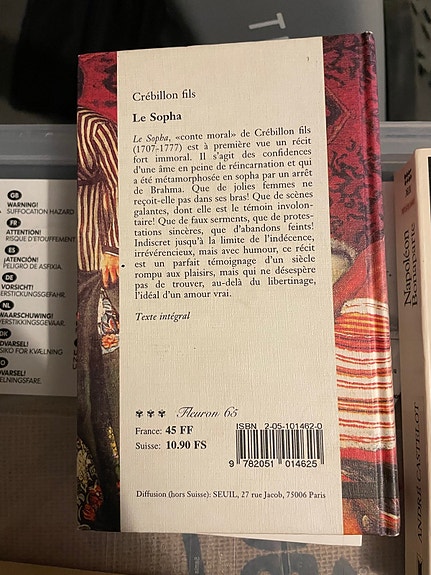 Crébillon fils
Le Sopha
Le Sopha, «conte moral» de Crébillon fils
(1707-1777) est à première vue un récit
fort immoral. Il s'agit des confidences
d'une âme en peine de réincarnation et qui
a été métamorphosée en sopha par un arrêt
de Brahma. Que de jolies femmes ne
reçoit-elle pas dans ses bras! Que de scènes
galantes, dont elle est le témoin involon-
taire! Que de faux serments, que de protes-
tations sincères, que d'abandons feints!
Indiscret jusqu'à la limite de l'indécence,
irrévérencieux, mais avec humour, ce récit
est un parfait témoignage d'un siècle
rompu aux plaisirs, mais qui ne désespère
pas de trouver, au-delà du libertinage,
l'idéal d'un amour vrai.
Texte intégral
Fleuron 65
France: 45 FF
Suisse: 10.90 FS
ISBN 2-05-101462-0
9 782051 014625
Diffusion (hors Suisse): SEUIL, 27 rue Jacob, 75006 Paris
GB
WARNING!
SUFFOCATION HAZARD
FR
ATTENTION!
RISQUE D'ÉTOUFFEMENT
ES
¡ATENCIÓN!
PELIGRO DE ASFIXIA
DE
VORSICHT!
ERSTICKUNGSGEFAHR.
NL
WAARSCHUWING!
VERSTIKKINGSGEVAAR.
DK
ADVARSEL!
SIKO FOR KVÆLNING
ADVARSEL!
ELNINGSFARE.
Napoléon
Bonaparte
ANDRÉ CASTELOT